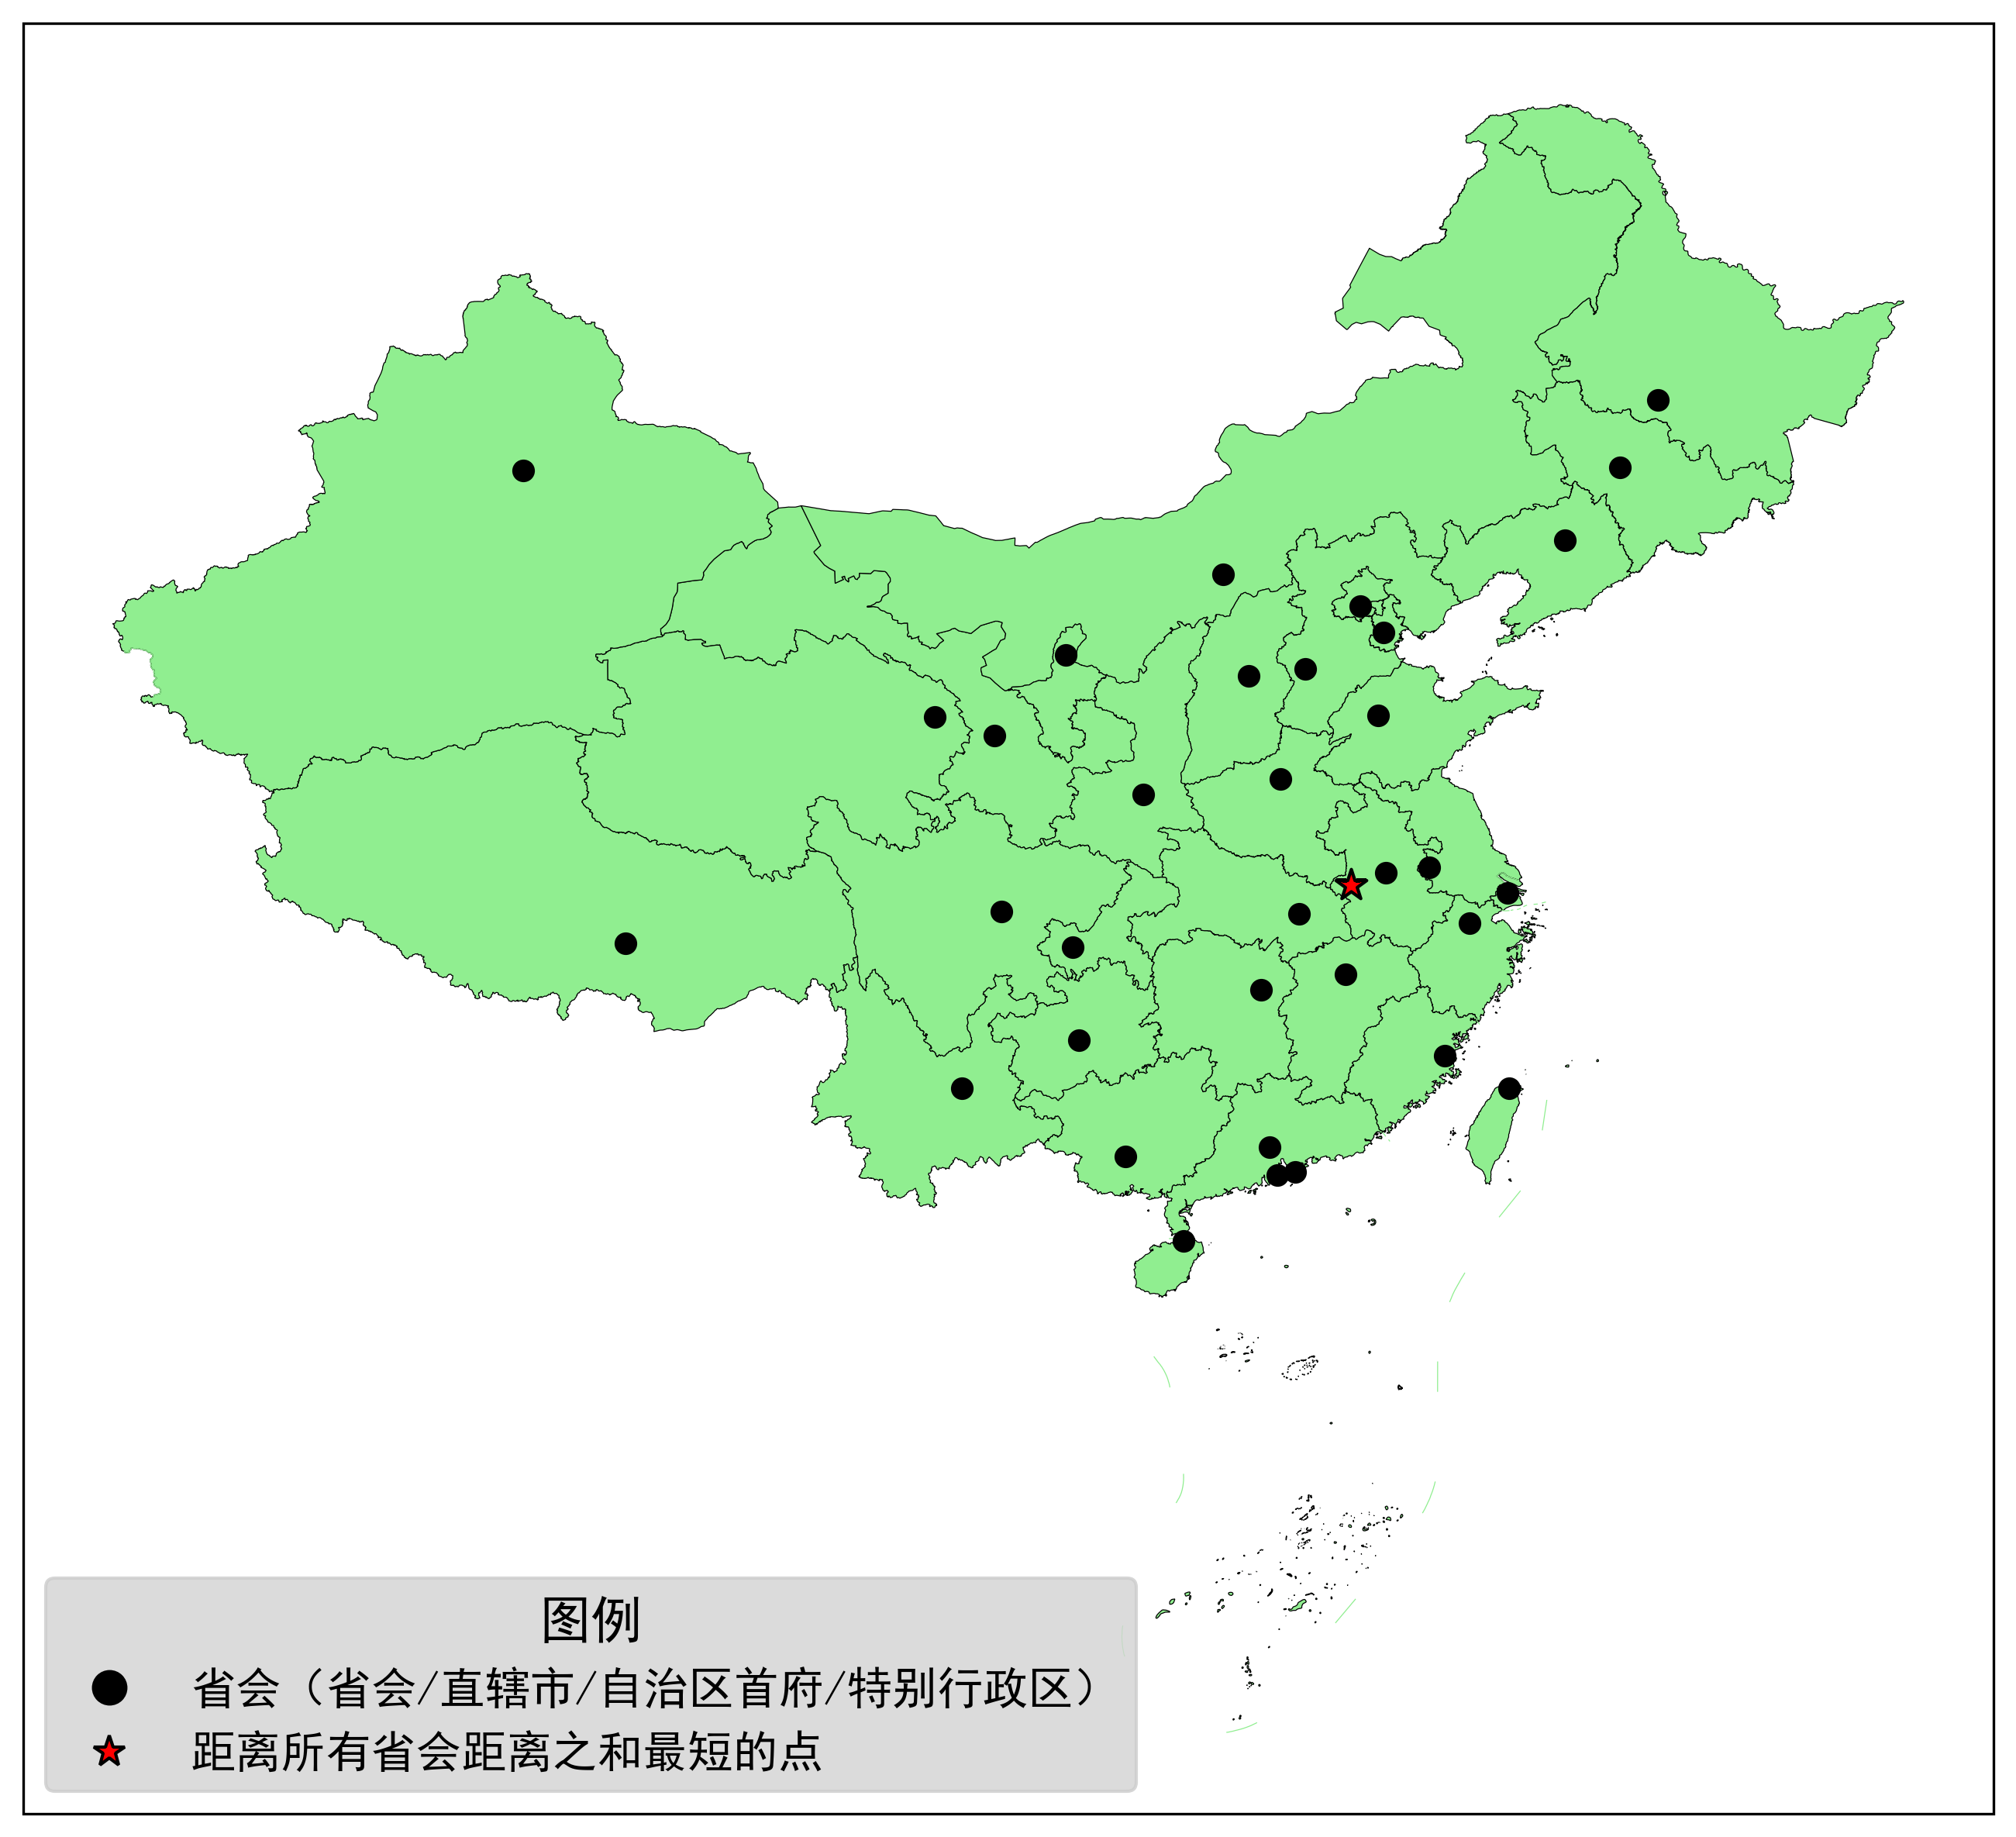 图例
省会（省会/直辖市/自治区首府/特别行政区）
距离所有省会距离之和最短的点